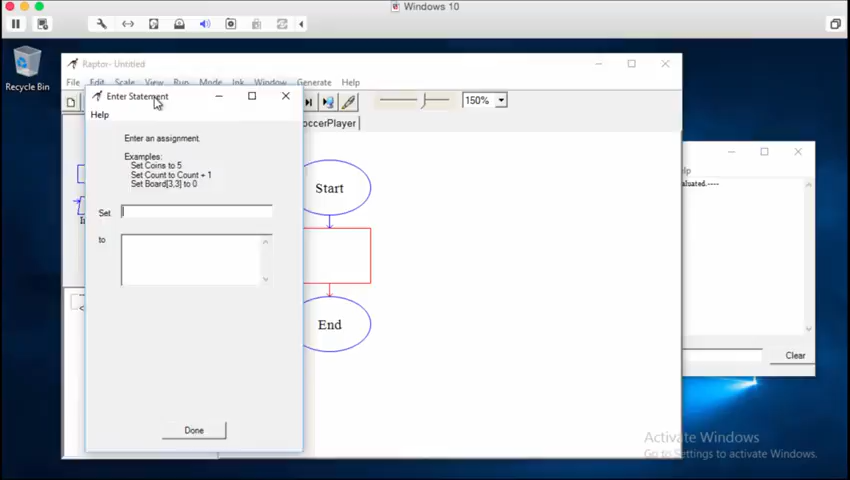 Windows 10
Recycle Bin
Raptor- Untitled
File Edit Scale View Run Mode Ink Window Generate Help
150%
occerPlayer
Enter Statement
Help
Enter an assignment.
Examples:
Set Coins to 5
Set Count to Count + 1
Set Board[3,3] to 0
Set
to
Done
Start
End
lp
aluated.----
Clear
Activate Windows
Go to Settings to activate Windows.